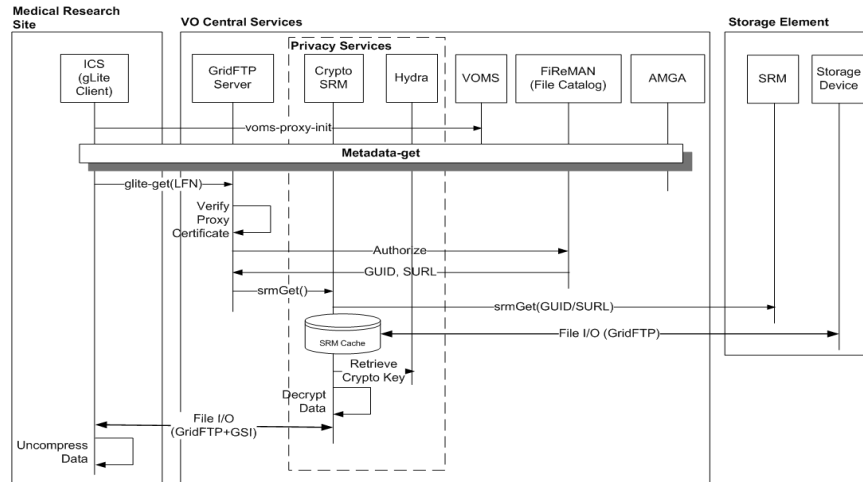 Medical Research
Site
VO Central Services
Storage Element
Privacy Services
ICS
(gLite
Client)
GridFTP
Server
Crypto
SRM
Hydra
VOMS
FiReMAN
(File Catalog)
AMGA
SRM
Storage
Device
voms-proxy-init
Metadata-get
glite-get(LFN)
Verify
Proxy
Certificate
Authorize
GUID, SURL
srmGet()
srmGet(GUID/SURL)
SRM Cache
File I/O (GridFTP)
Retrieve
Crypto Key
Decrypt
Data
File I/O
(GridFTP+GSI)
Uncompress
Data